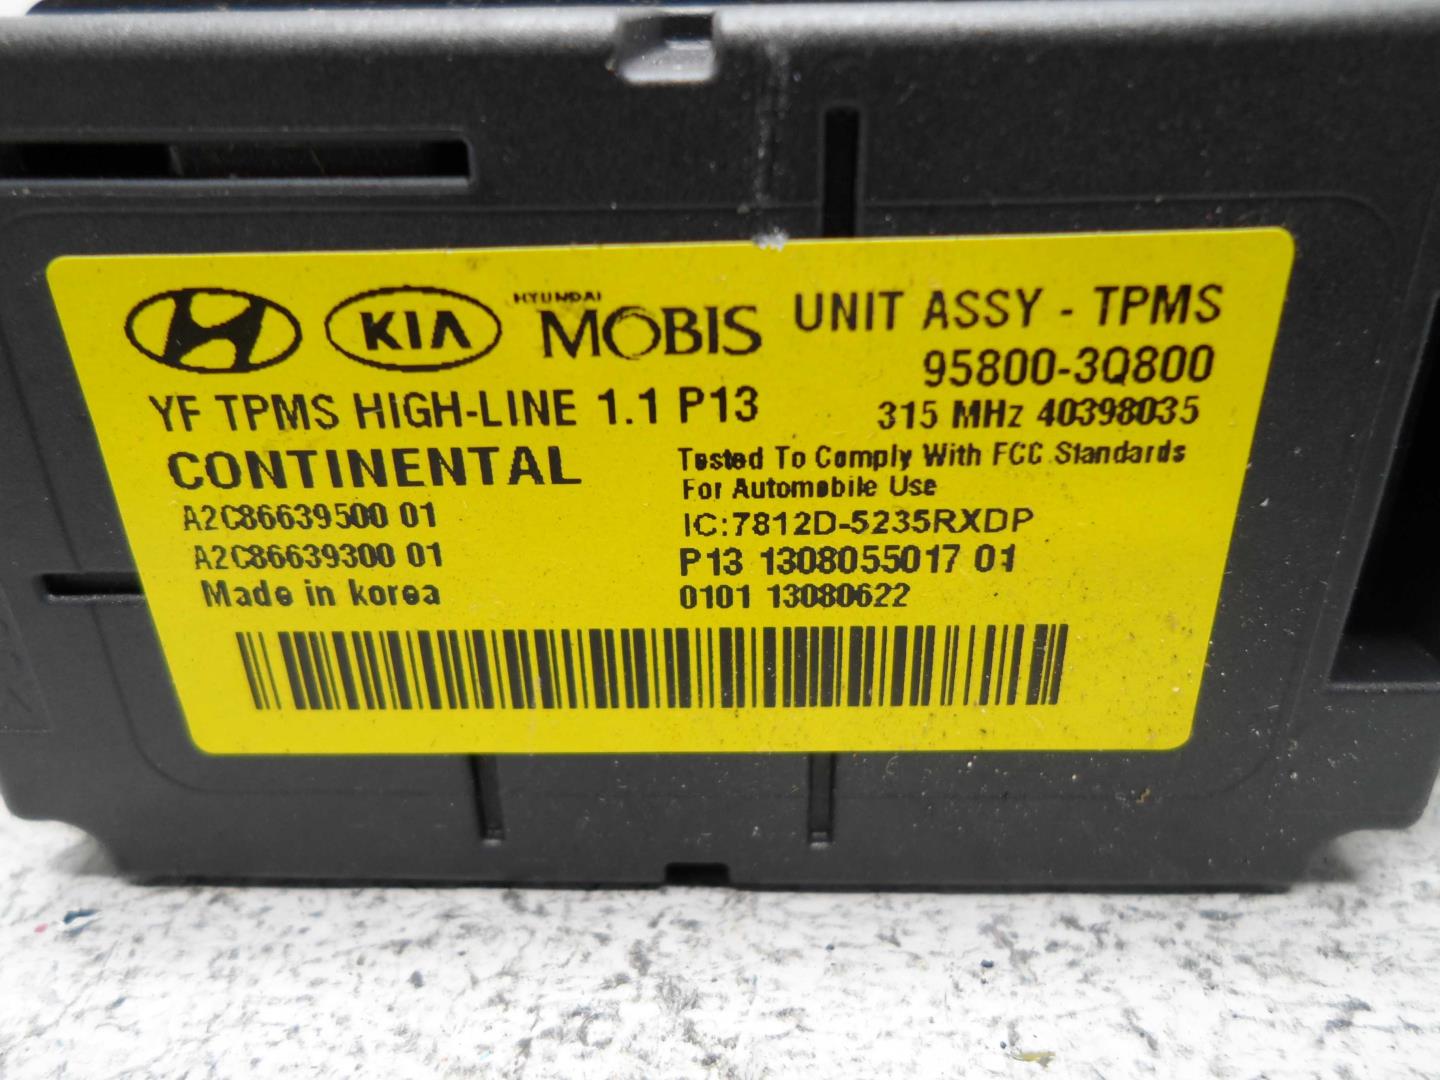 KIA
HYUNDAI
MOBIS
UNIT ASSY - TPMS
95800-3Q800
YF TPMS HIGH-LINE 1.1 P13
315 MHz 40398035
CONTINENTAL
Tested To Comply With FCC Standards
For Automobile Use
A2C86639500 01
IC:7812D-5235RXDP
A2C86639300 01
P13 1308055017 01
Made in korea
0101 13080622